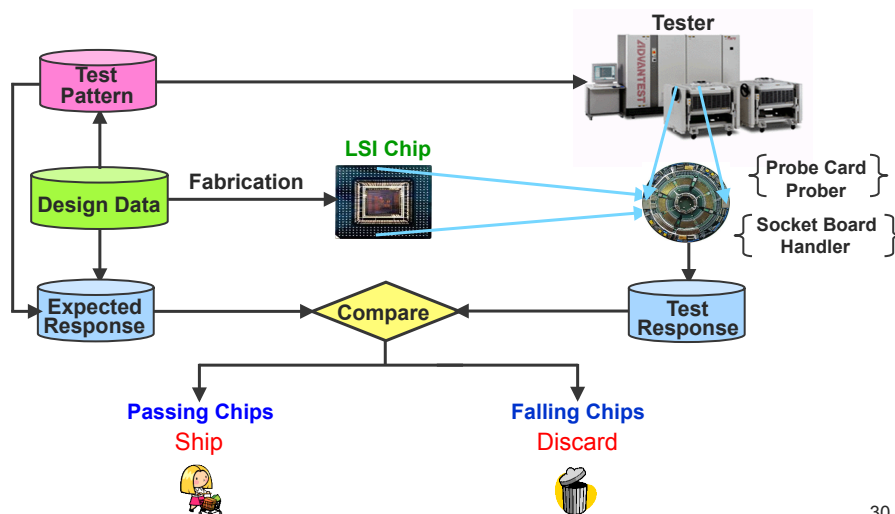 Tester
Test
Pattern
ADVANTEST
LSI Chip
Fabrication
Design Data
Probe Card
Prober
Socket Board
Handler
Expected
Response
Compare
Test
Response
Passing Chips
Falling Chips
Ship
Discard
30